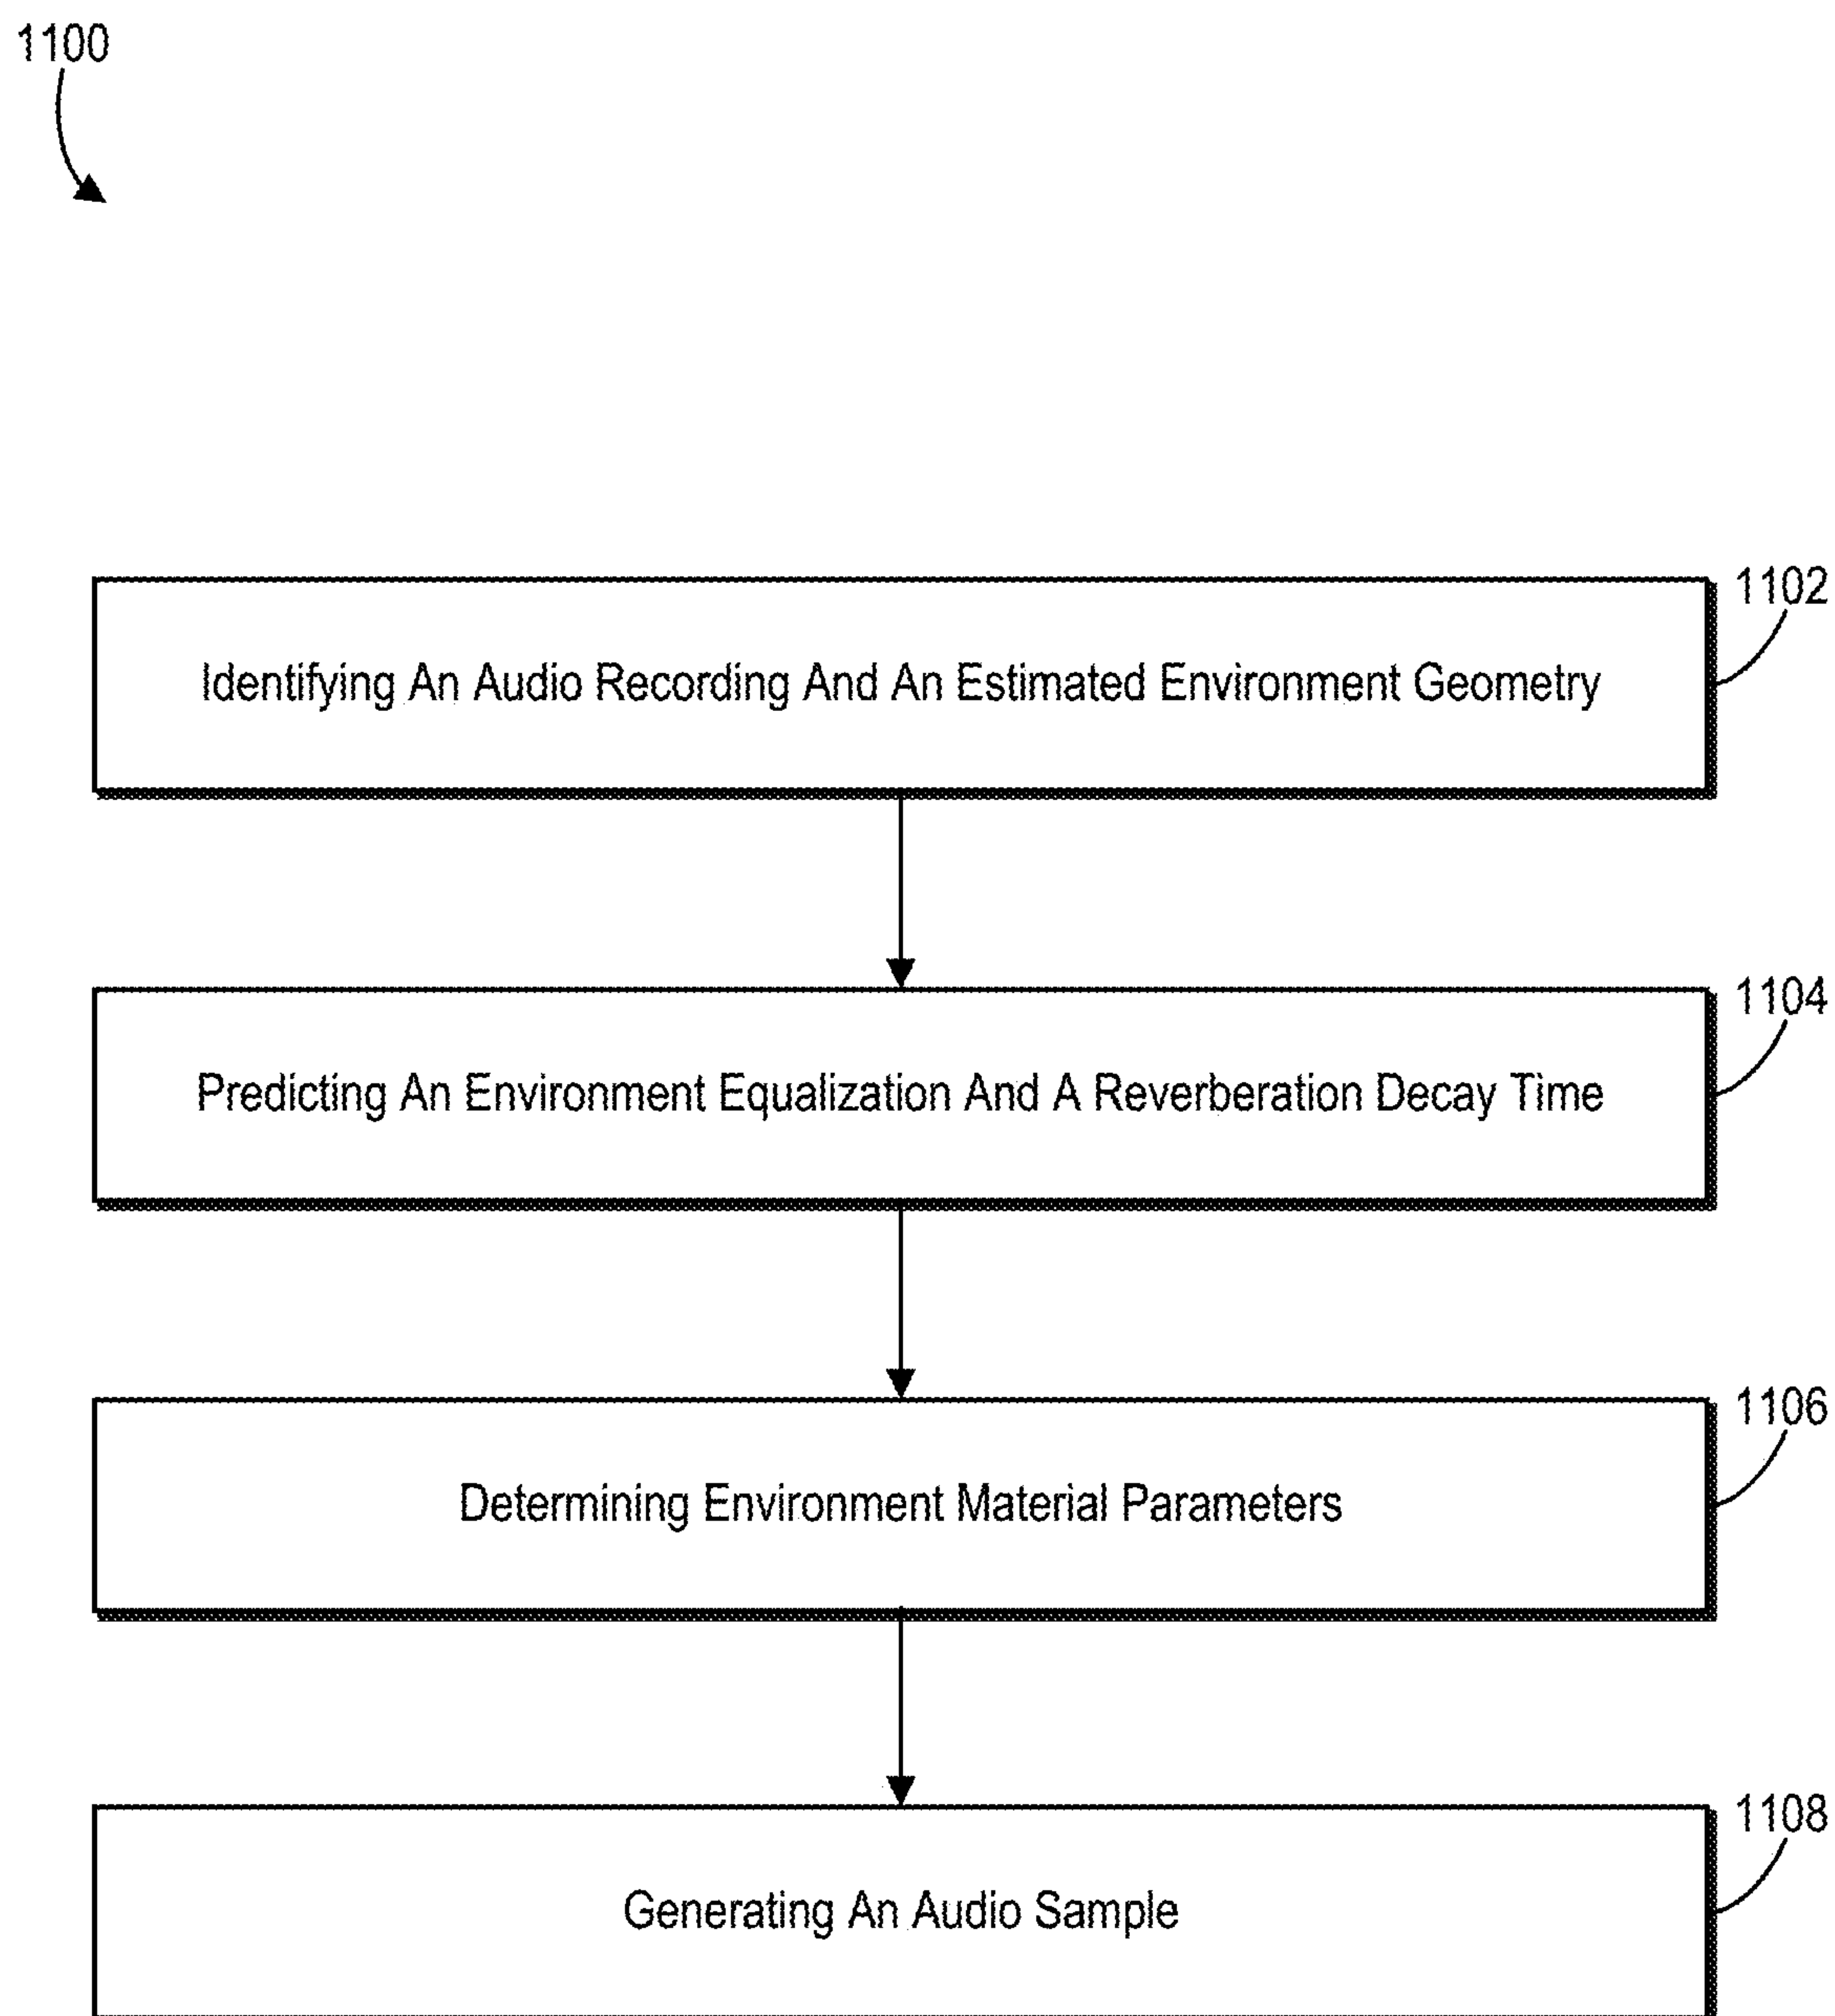 1100
1102
Identifying An Audio Recording And An Estimated Environment Geometry
1104
Predicting An Environment Equalization And A Reverberation Decay Time
1106
Determining Environment Material Parameters
1108
Generating An Audio Sample